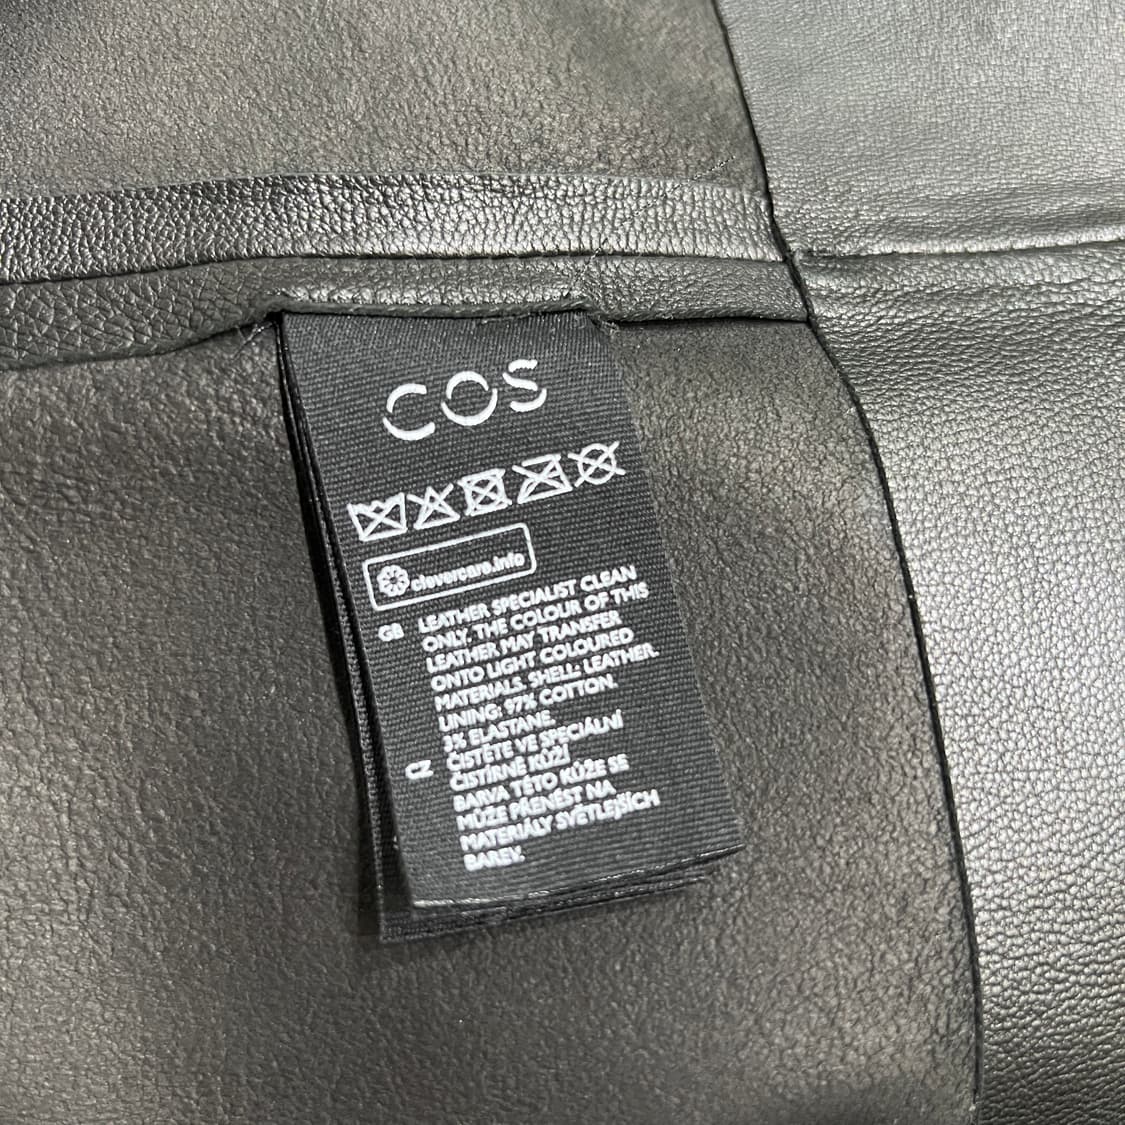 COS
clevercare.info
GB LEATHER SPECIALIST CLEAN
ONLY. THE COLOUR OF THIS
LEATHER MAY TRANSFER
ONTO LIGHT COLOURED
MATERIALS. SHELL: LEATHER.
LINING: 97% COTTON.
3% ELASTANE.
CZ ČISTĚTE VE SPECIÁLNÍ
ČISTÍRNĚ KŮŽÍ
BARVA TÉTO KŮŽE SE
MŮŽE PŘENÉST NA
MATERIÁLY SVĚTLEJŠÍCH
BAREV.